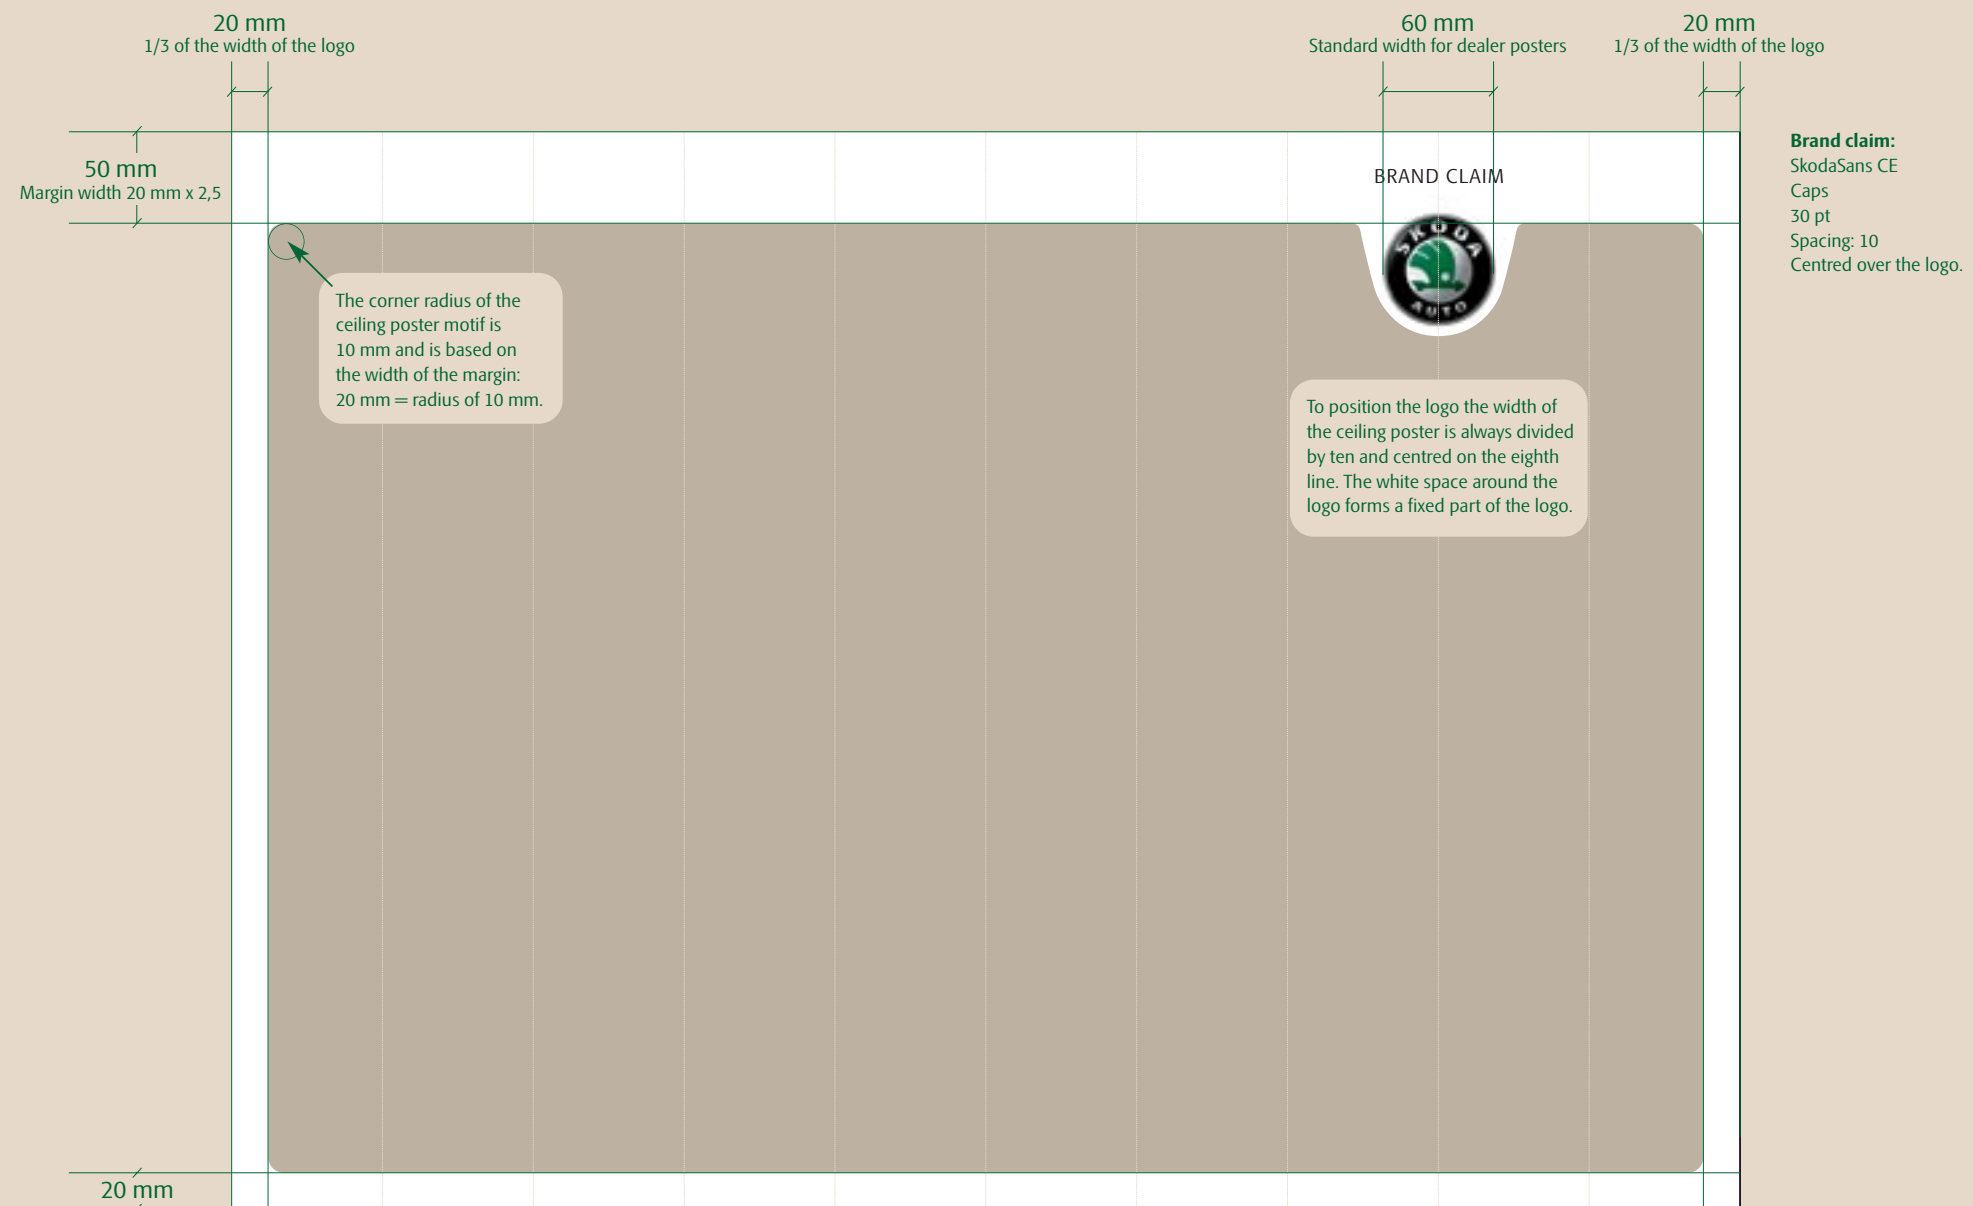 20 mm
1/3 of the width of the logo
60 mm
Standard width for dealer posters
20 mm
1/3 of the width of the logo
50 mm
Margin width 20 mm x 2,5
BRAND CLAIM
SKODA
AUTO
Brand claim:
SkodaSans CE
Caps
30 pt
Spacing: 10
Centred over the logo.
The corner radius of the
ceiling poster motif is
10 mm and is based on
the width of the margin:
20 mm = radius of 10 mm.
To position the logo the width of
the ceiling poster is always divided
by ten and centred on the eighth
line. The white space around the
logo forms a fixed part of the logo.
20 mm